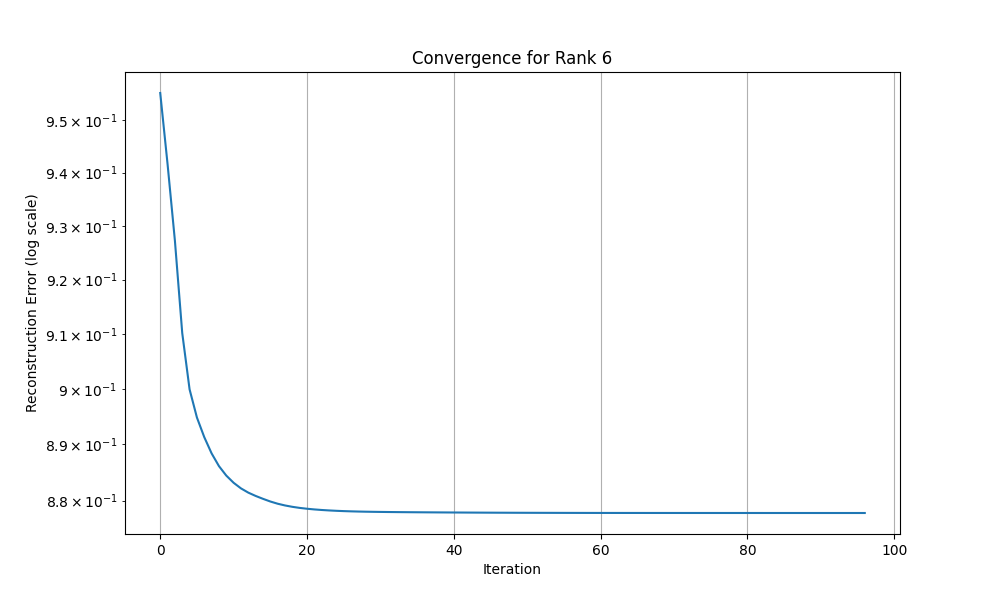 Convergence for Rank 6
Reconstruction Error (log scale)
9.5 × 10⁻¹
9.4 × 10⁻¹
9.3 × 10⁻¹
9.2 × 10⁻¹
9.1 × 10⁻¹
9 × 10⁻¹
8.9 × 10⁻¹
8.8 × 10⁻¹
0 20 40 60 80 100
Iteration